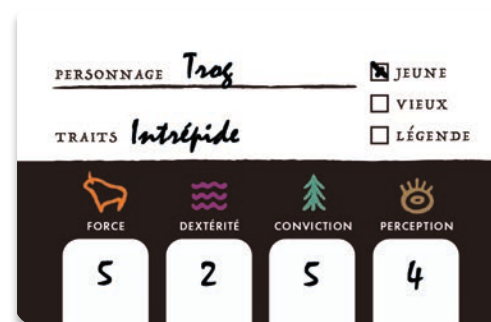 PERSONNAGE Trog
JEUNE
VIEUX
TRAITS Intrépide
LÉGENDE
FORCE DEXTÉRITÉ CONVICTION PERCEPTION
5 2 5 4